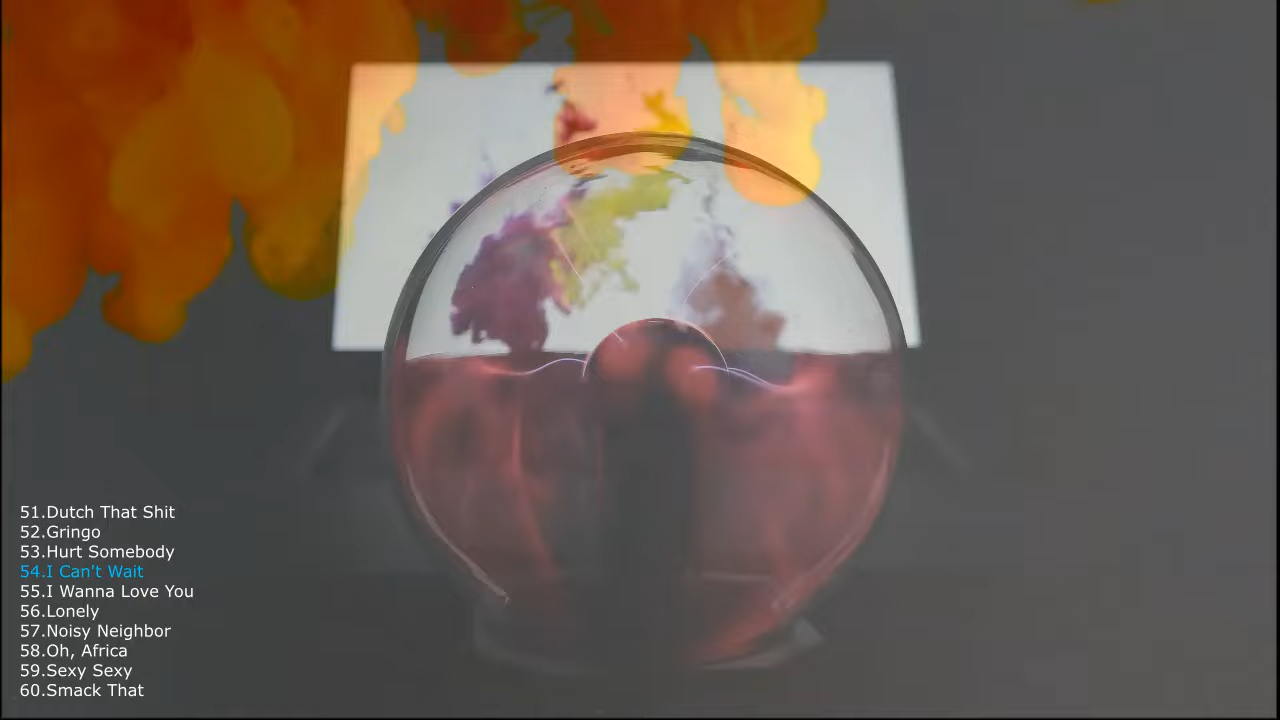 51.Dutch That Shit
52.Gringo
53.Hurt Somebody
54.I Can't Wait
55.I Wanna Love You
56.Lonely
57.Noisy Neighbor
58.Oh, Africa
59.Sexy Sexy
60.Smack That